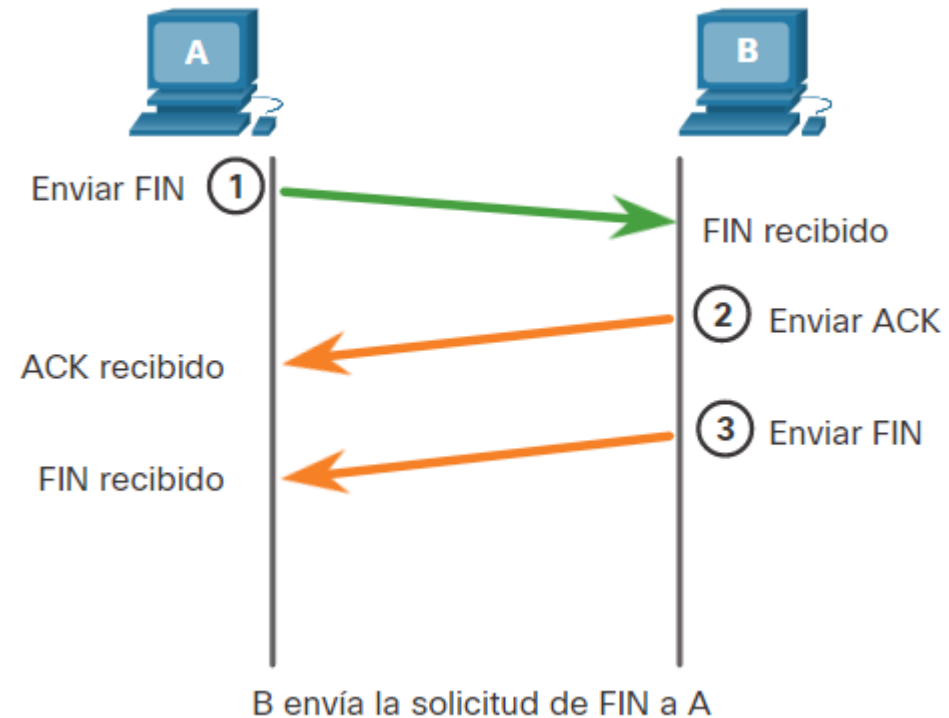 A
B
Enviar FIN 1
FIN recibido
2 Enviar ACK
ACK recibido
3 Enviar FIN
FIN recibido
B envía la solicitud de FIN a A